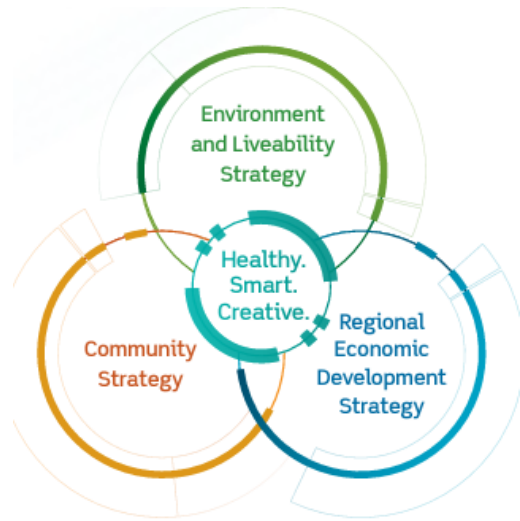 Environment
and Liveability
Strategy
Healthy.
Smart.
Creative.
Community
Strategy
Regional
Economic
Development
Strategy